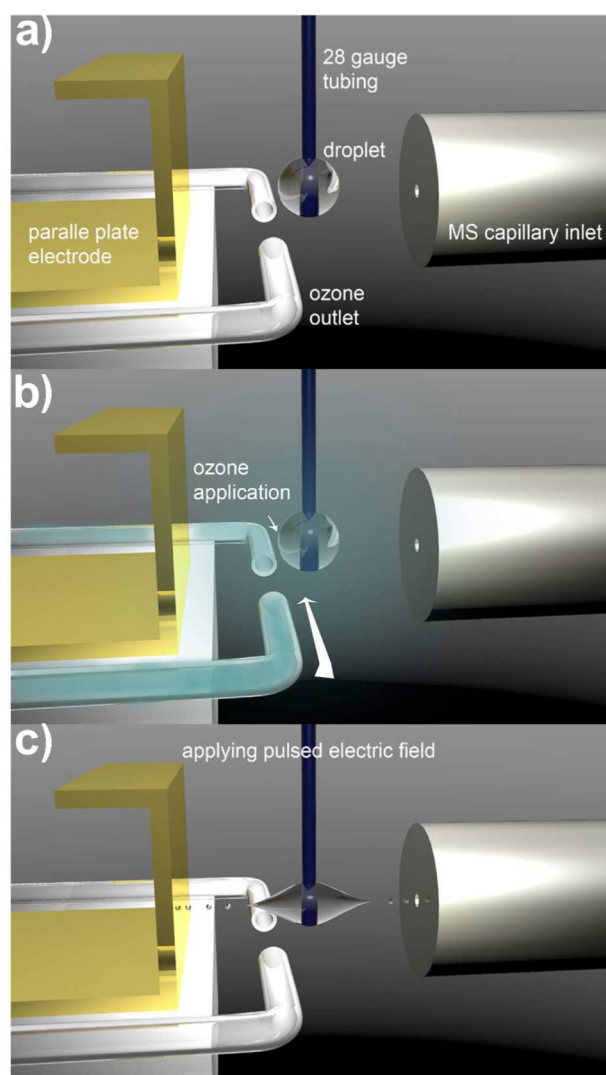 a)
28 gauge
tubing
droplet
paralle plate
electrode
MS capillary inlet
ozone
outlet
b)
ozone
application
c)
applying pulsed electric field